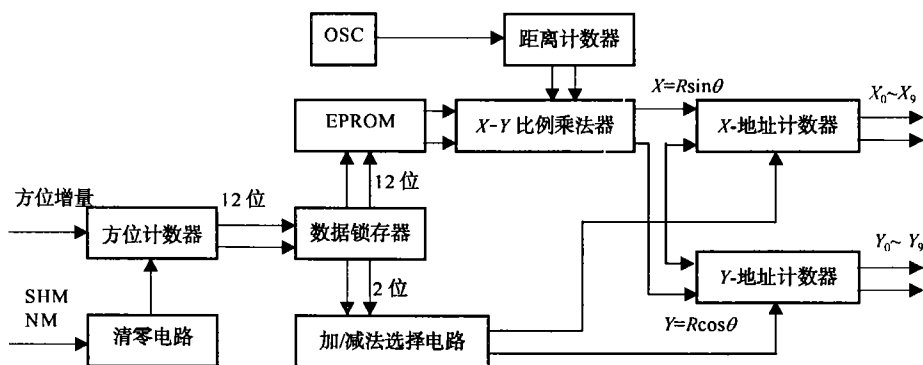 OSC
距离计数器
X=Rsinθ
X₀~X₉
EPROM
X-Y 比例乘法器
X-地址计数器
方位增量
12 位
12 位
方位计数器
数据锁存器
Y₀~ Y₉
Y-地址计数器
SHM
NM
2 位
清零电路
加/减法选择电路
Y=Rcosθ